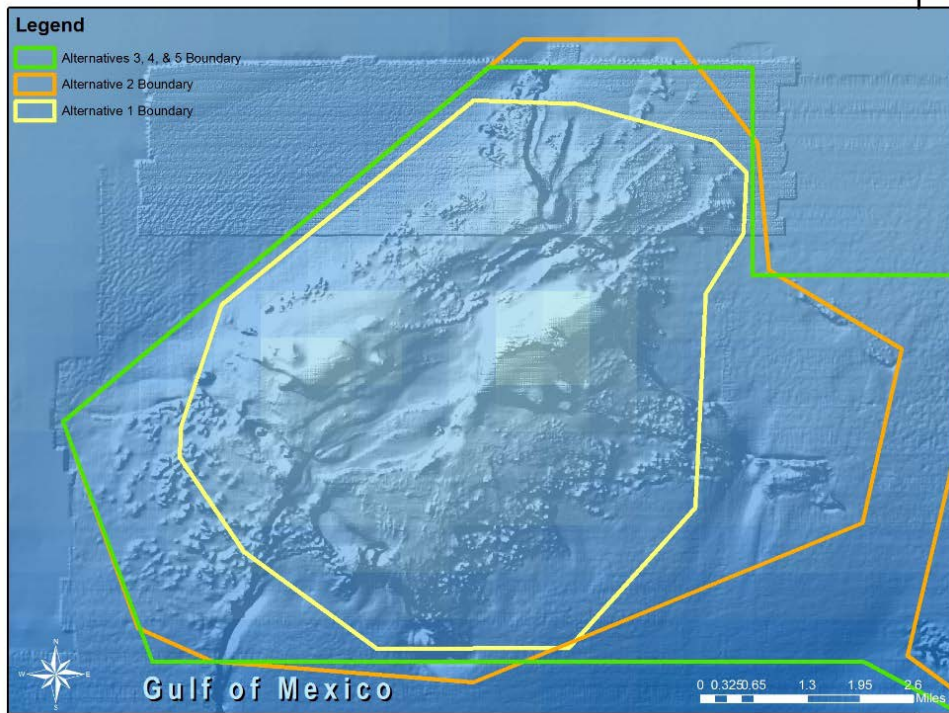 Legend
Alternatives 3, 4, & 5 Boundary
Alternative 2 Boundary
Alternative 1 Boundary
N
W E
S
Gulf of Mexico
0 0.325 0.65 1.3 1.95 2.6
Miles